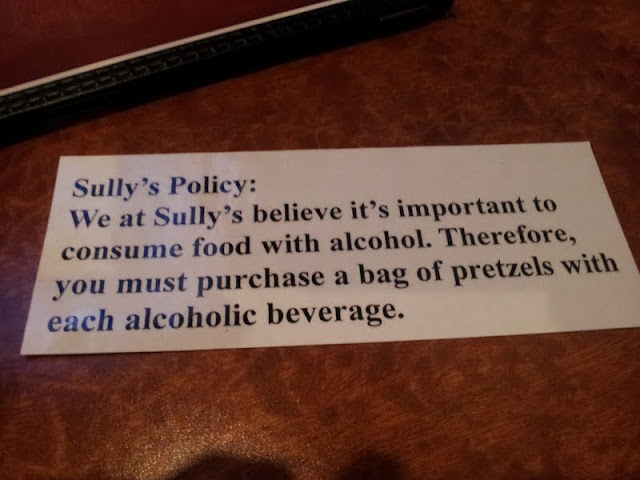 Sully's Policy:
We at Sully's believe it's important to
consume food with alcohol. Therefore,
you must purchase a bag of pretzels with
each alcoholic beverage.